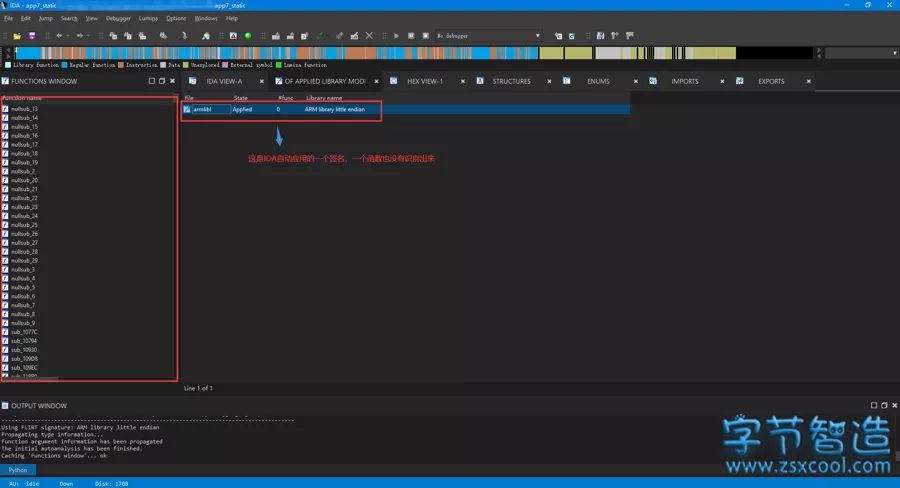 IDA - app7_static
app7_static
File Edit Jump Search View Debugger Lumina Options Windows Help
No debugger
Library function Regular function Instruction Data Unexplored External symbol Lumina function
FUNCTIONS WINDOW
IDA VIEW-A
OF APPLIED LIBRARY MODU
HEX VIEW-1
STRUCTURES
ENUMS
IMPORTS
EXPORTS
Function name
nullsub_13
nullsub_14
nullsub_15
nullsub_16
nullsub_17
nullsub_18
nullsub_19
nullsub_2
nullsub_20
nullsub_21
nullsub_22
nullsub_23
nullsub_24
nullsub_25
nullsub_26
nullsub_27
nullsub_28
nullsub_29
nullsub_3
nullsub_4
nullsub_5
nullsub_6
nullsub_7
nullsub_8
nullsub_9
sub_1077C
sub_10794
sub_10930
sub_109D8
sub_109EC
File State #func Library name
armlibl Applied 0 ARM library little endian
这是IDA自动应用的一个签名，一个函数也没有识别出来
Line 1 of 1
OUTPUT WINDOW
Using FLIRT signature: ARM library little endian
Propagating type information...
Function argument information has been propagated
The initial autoanalysis has been finished.
Caching 'Functions window'... ok
Python
AU: idle Down Disk: 17GB
字节智造
www.zsxcool.com